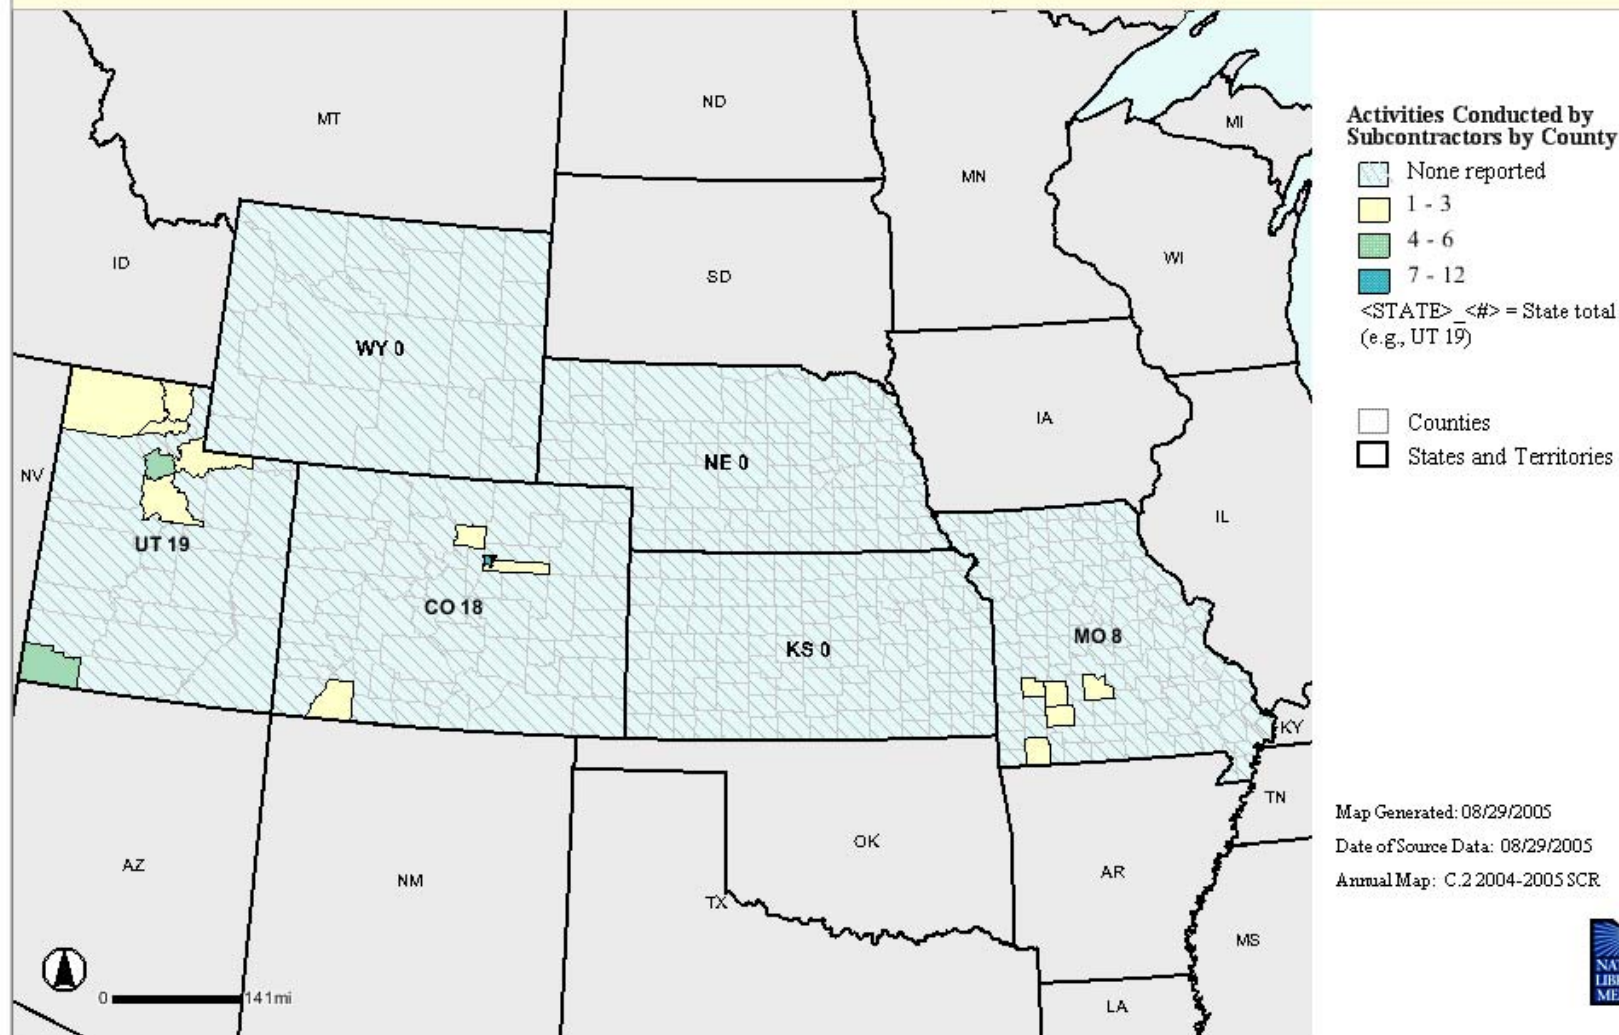 MT
ND
MN
MI
ID
SD
WI
WY 0
IA
NE 0
NV
IL
UT 19
CO 18
KS 0
MO 8
KY
TN
OK
AZ
NM
AR
TX
MS
LA
0 141mi
Activities Conducted by
Subcontractors by County
None reported
1 - 3
4 - 6
7 - 12
<STATE>_<#> = State total
(e.g., UT 19)
Counties
States and Territories
Map Generated: 08/29/2005
Date of Source Data: 08/29/2005
Annual Map: C.2 2004-2005 SCR